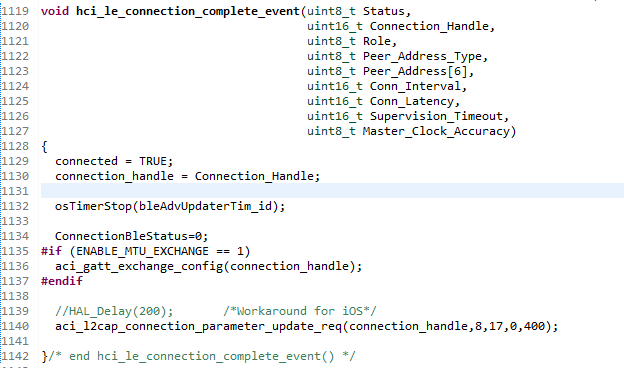 1119 void hci_le_connection_complete_event(uint8_t Status,
1120                                       uint16_t Connection_Handle,
1121                                       uint8_t Role,
1122                                       uint8_t Peer_Address_Type,
1123                                       uint8_t Peer_Address[6],
1124                                       uint16_t Conn_Interval,
1125                                       uint16_t Conn_Latency,
1126                                       uint16_t Supervision_Timeout,
1127                                       uint8_t Master_Clock_Accuracy)
1128 {
1129   connected = TRUE;
1130   connection_handle = Connection_Handle;
1131
1132   osTimerStop(bleAdvUpdaterTim_id);
1133
1134   ConnectionBleStatus=0;
1135 #if (ENABLE_MTU_EXCHANGE == 1)
1136   aci_gatt_exchange_config(connection_handle);
1137 #endif
1138
1139   //HAL_Delay(200);       /*Workaround for iOS*/
1140   aci_l2cap_connection_parameter_update_req(connection_handle,8,17,0,400);
1141
1142 }/* end hci_le_connection_complete_event() */